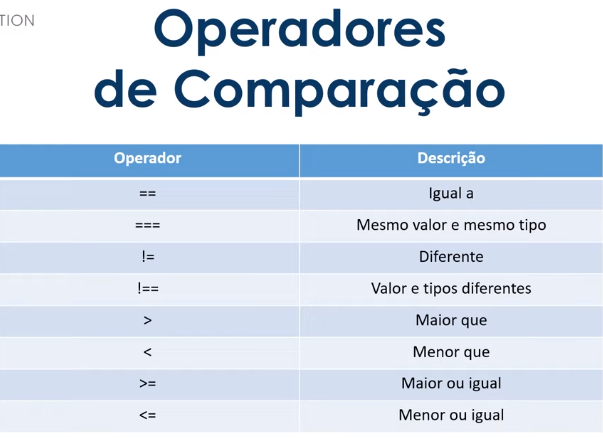 TION
Operadores
de Comparação
Operador Descrição
== Igual a
=== Mesmo valor e mesmo tipo
!= Diferente
!== Valor e tipos diferentes
> Maior que
< Menor que
>= Maior ou igual
<= Menor ou igual